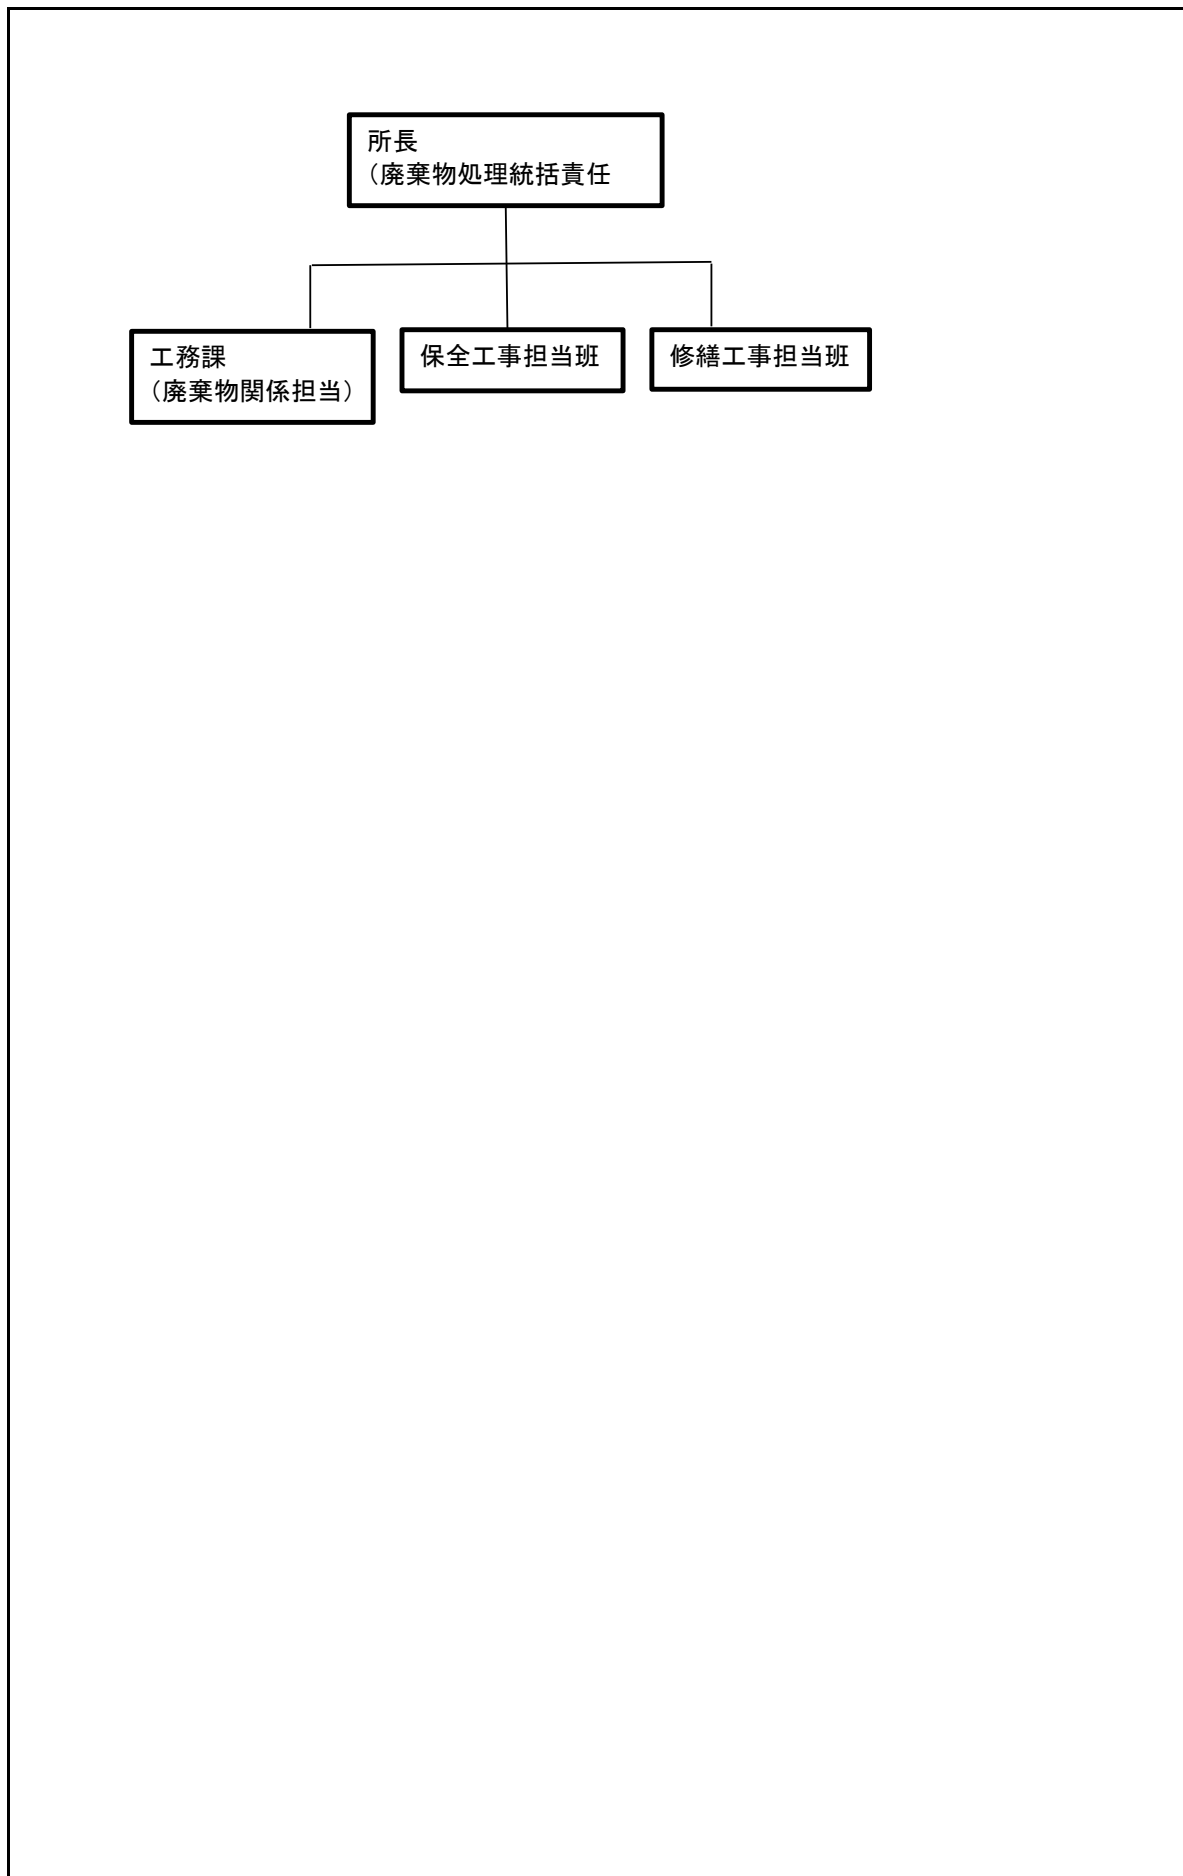 所長
（廃棄物処理統括責任
工務課
（廃棄物関係担当）
保全工事担当班
修繕工事担当班